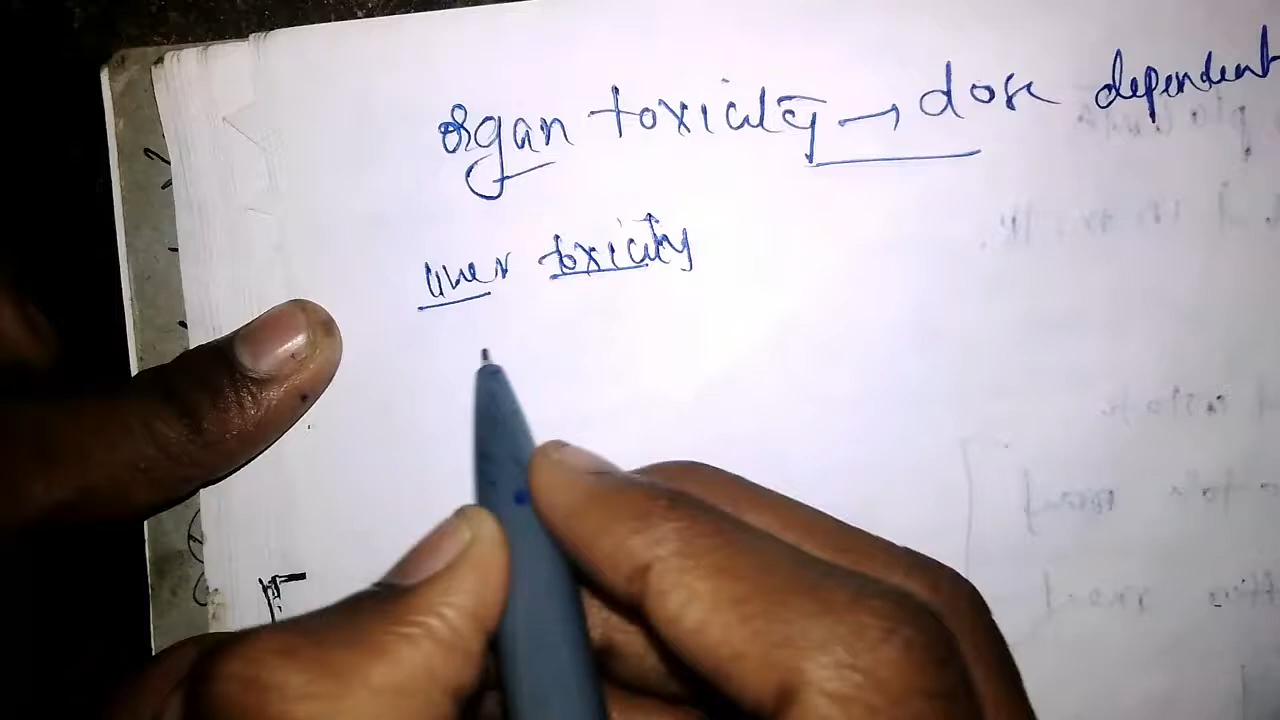 organ toxicity → dose dependent
liver toxicity